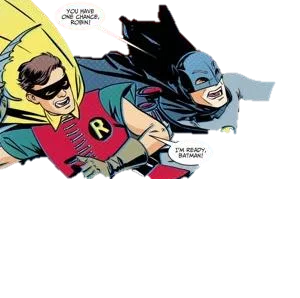 YOU HAVE
ONE CHANCE,
ROBIN!
R
I'M READY,
BATMAN!